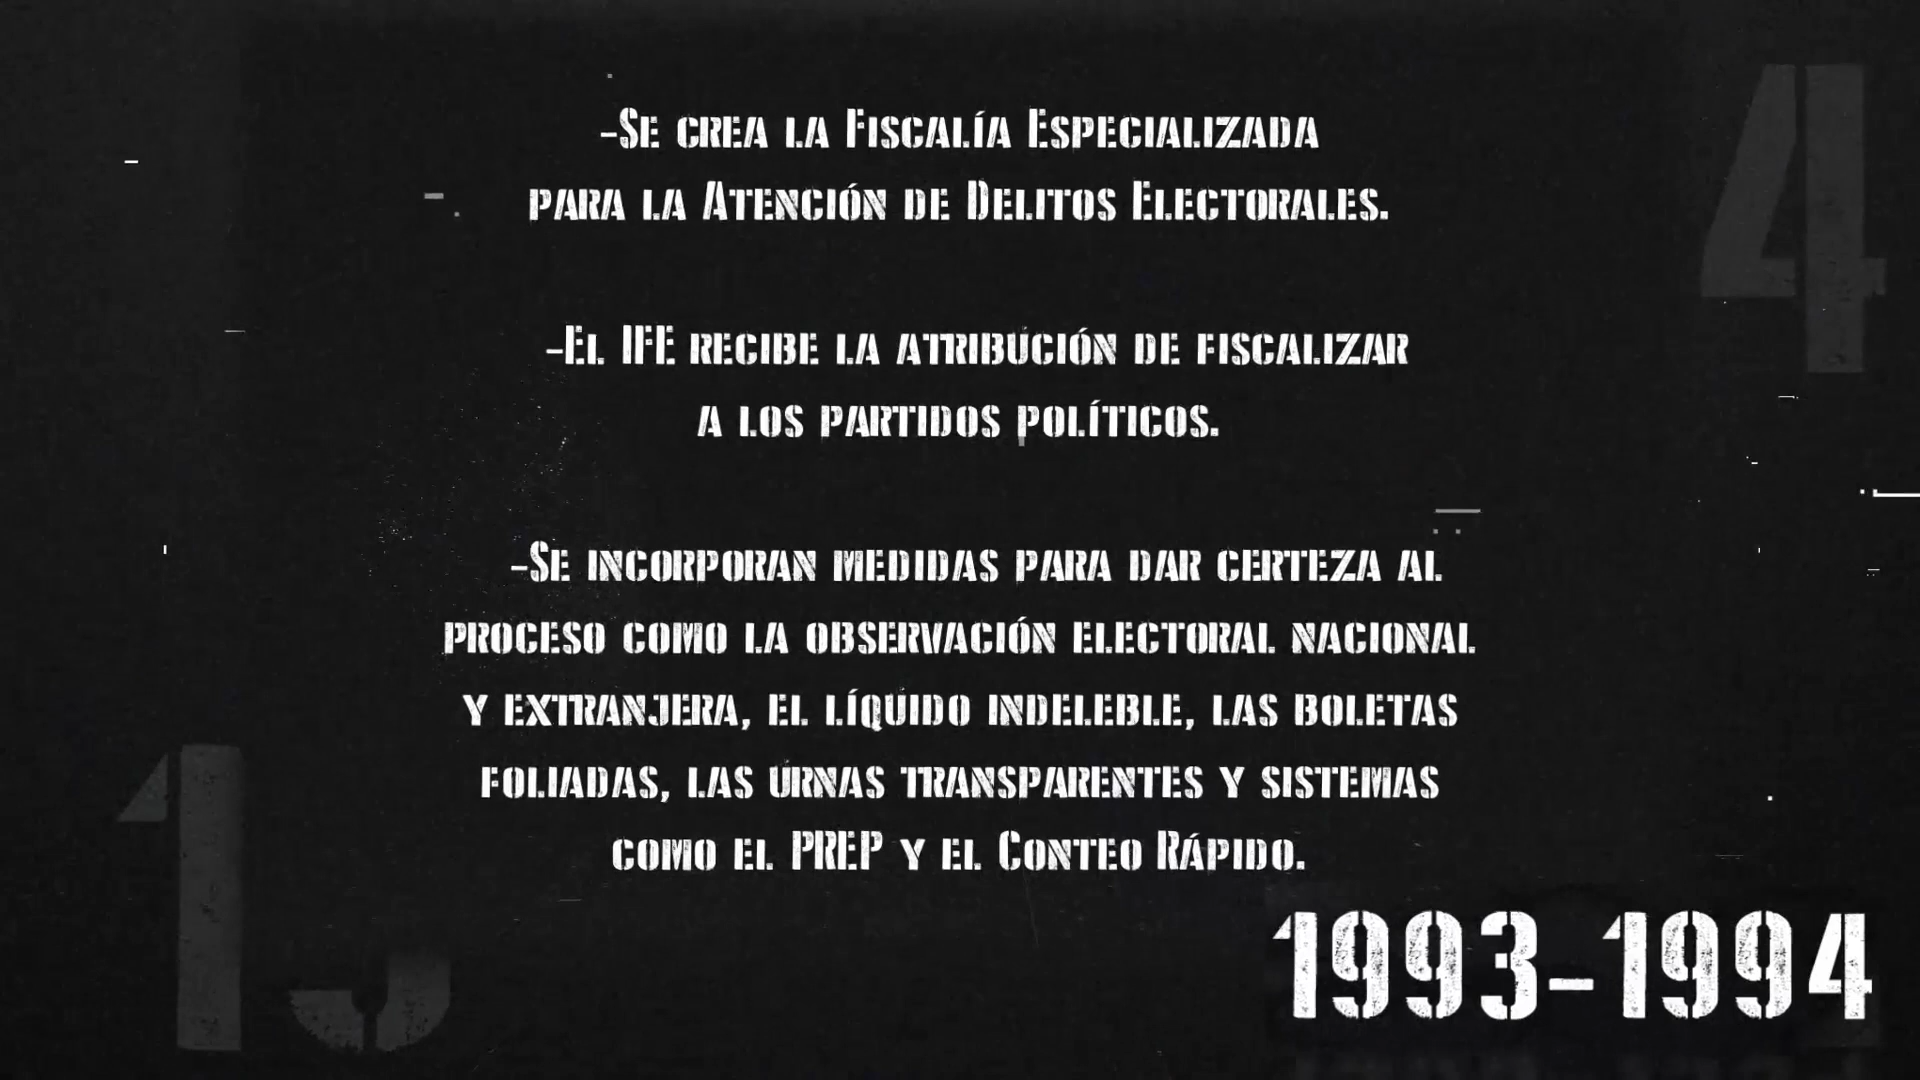 -Se crea la Fiscalía Especializada
para la Atención de Delitos Electorales.
-El IFE recibe la atribución de fiscalizar
a los partidos políticos.
-Se incorporan medidas para dar certeza al
proceso como la observación electoral nacional
y extranjera, el líquido indeleble, las boletas
foliadas, las urnas transparentes y sistemas
como el PREP y el Conteo Rápido.
1993-1994